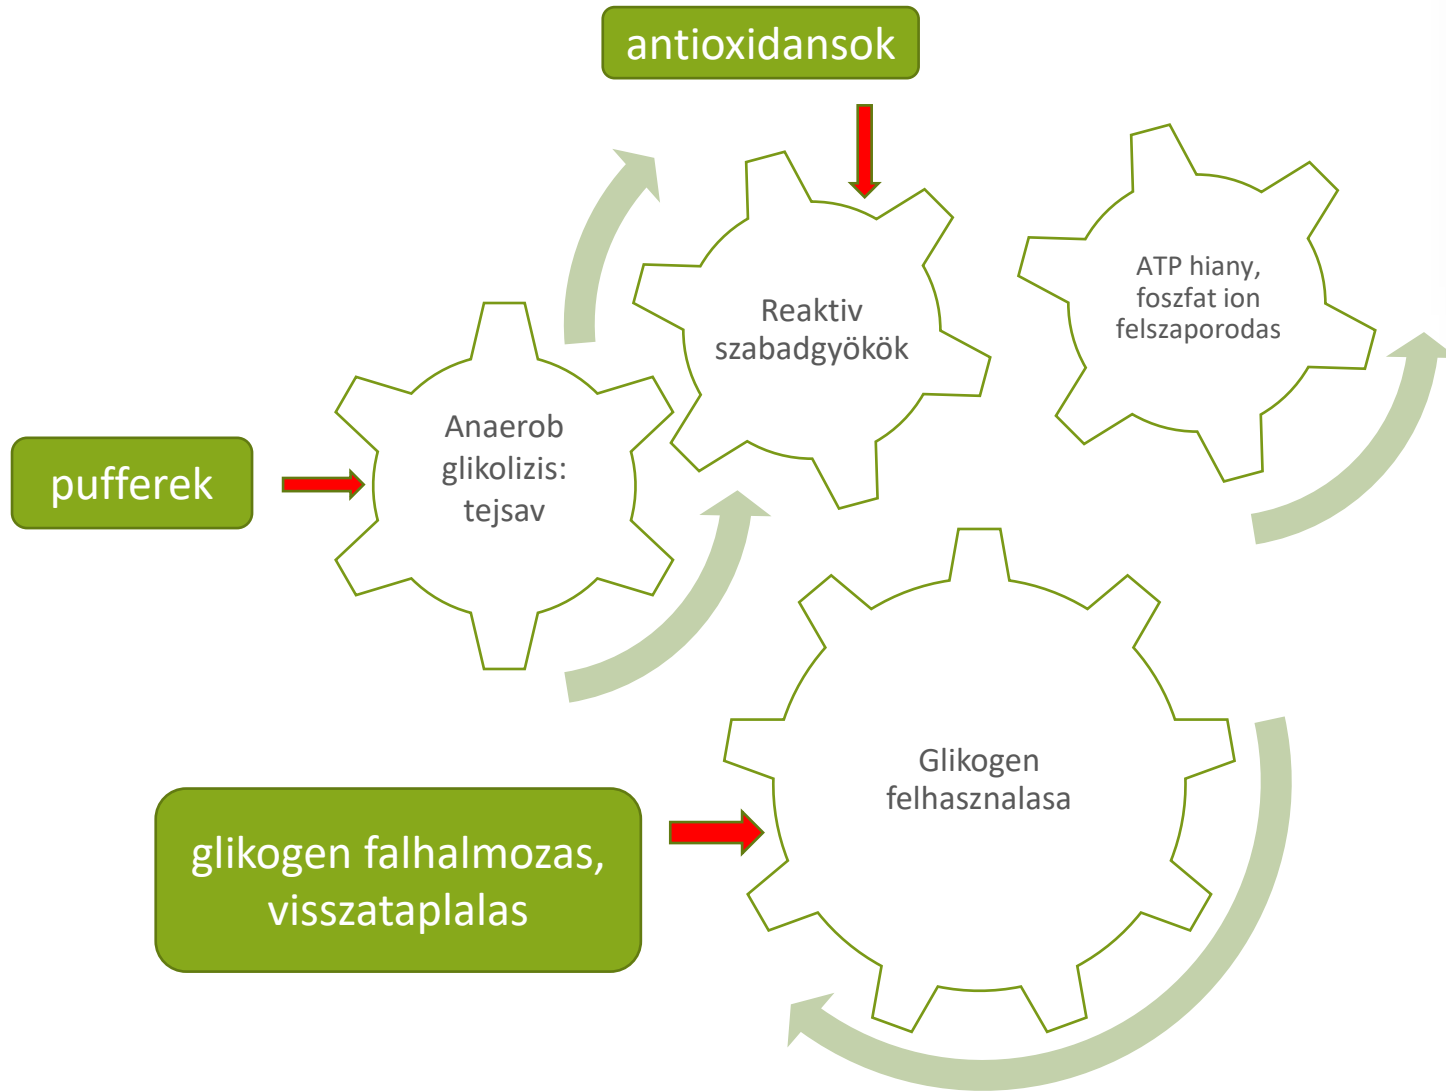 antioxidansok
Reaktiv
szabadgyökök
ATP hiany,
foszfat ion
felszaporodas
Anaerob
glikolizis:
tejsav
pufferek
Glikogen
felhasznalasa
glikogen falhalmozas,
visszataplalas